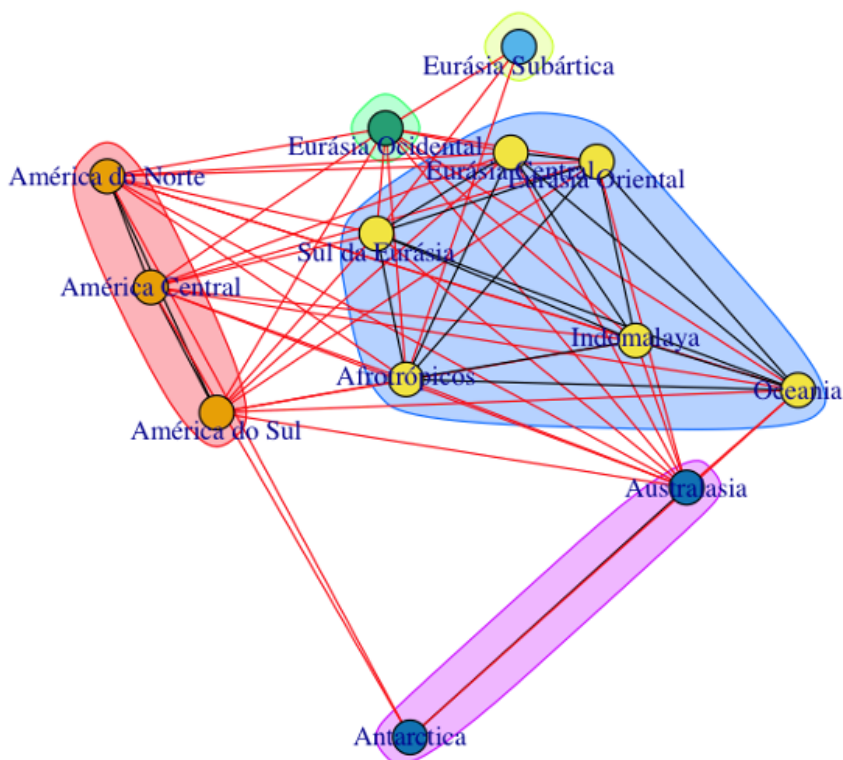 Eurásia Subártica
Eurásia Ocidental
Eurásia Central
Eurásia Oriental
América do Norte
Sul da Eurásia
América Central
Indomalaya
Afrotrópicos
Oceania
América do Sul
Australasia
Antarctica